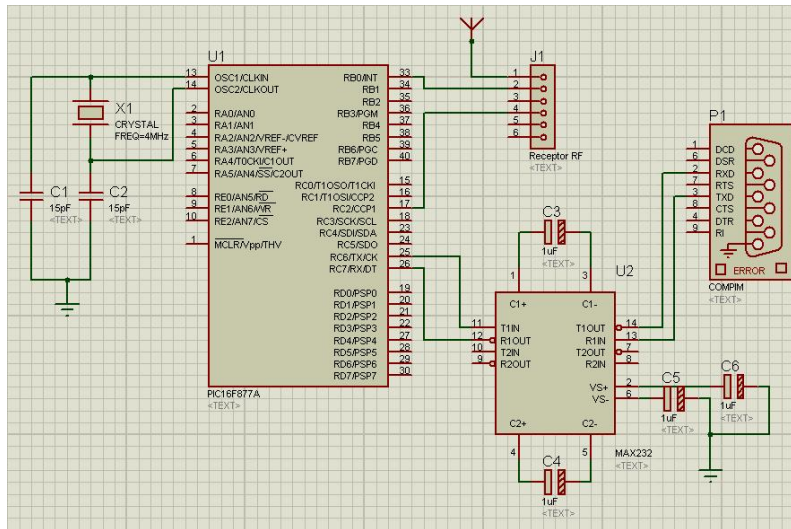 U1
13 OSC1/CLKIN RB0/INT 33
14 OSC2/CLKOUT RB1 34
RB2 35
2 RA0/AN0 RB3/PGM 36
3 RA1/AN1 RB4 37
4 RA2/AN2/VREF-/CVREF RB5 38
5 RA3/AN3/VREF+ RB6/PGC 39
6 RA4/T0CKI/C1OUT RB7/PGD 40
7 RA5/AN4/SS/C2OUT
RC0/T1OSO/T1CKI 15
8 RE0/AN5/RD RC1/T1OSI/CCP2 16
9 RE1/AN6/WR RC2/CCP1 17
10 RE2/AN7/CS RC3/SCK/SCL 18
RC4/SDI/SDA 23
1 MCLR/Vpp/THV RC5/SDO 24
RC6/TX/CK 25
RC7/RX/DT 26
RD0/PSP0 19
RD1/PSP1 20
RD2/PSP2 21
RD3/PSP3 22
RD4/PSP4 27
RD5/PSP5 28
RD6/PSP6 29
RD7/PSP7 30
PIC16F877A
<TEXT>
X1
CRYSTAL
FREQ=4MHz
<TEXT>
C1
15pF
<TEXT>
C2
15pF
<TEXT>
J1
1
2
3
4
5
6
Receptor RF
<TEXT>
P1
1 DCD
6 DSR
2 RXD
7 RTS
3 TXD
8 CTS
4 DTR
9 RI
ERROR
COMPIM
<TEXT>
C3
1uF
<TEXT>
U2
1 3
C1+ C1-
11 T1IN T1OUT 14
12 R1OUT R1IN 13
10 T2IN T2OUT 7
9 R2OUT R2IN 8
VS+ 2
VS- 6
C2+ C2-
4 5
MAX232
<TEXT>
C4
1uF
<TEXT>
C5
1uF
<TEXT>
C6
1uF
<TEXT>